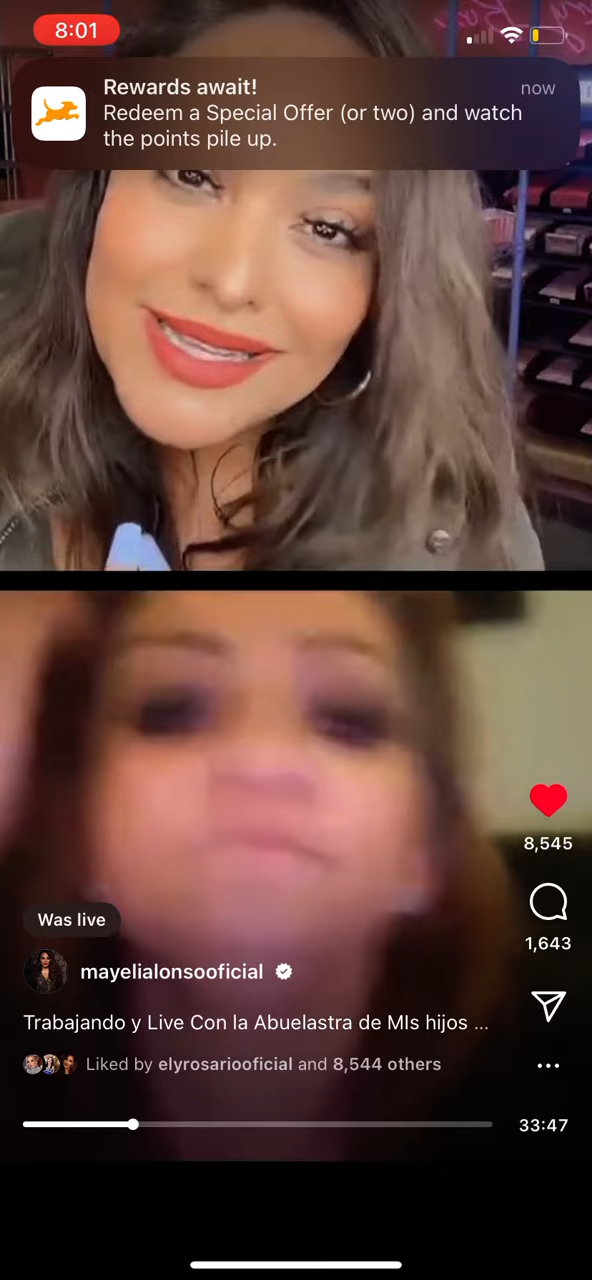 8:01
Rewards await!
now
Redeem a Special Offer (or two) and watch
the points pile up.
Was live
mayelialonsooficial
Trabajando y Live Con la Abuelastra de MIs hijos ...
Liked by elyrosariooficial and 8,544 others
8,545
1,643
33:47